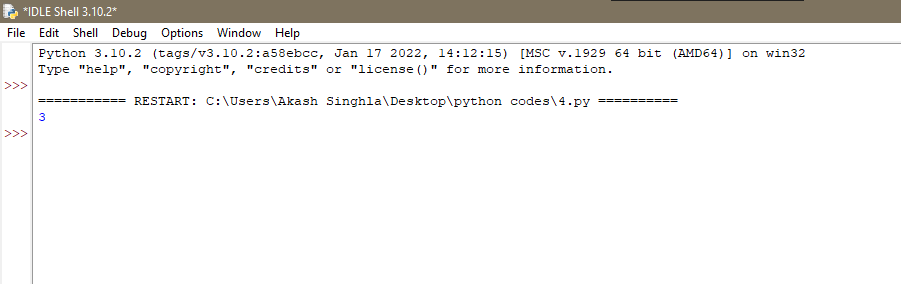 *IDLE Shell 3.10.2*
File Edit Shell Debug Options Window Help
Python 3.10.2 (tags/v3.10.2:a58ebcc, Jan 17 2022, 14:12:15) [MSC v.1929 64 bit (AMD64)] on win32
Type "help", "copyright", "credits" or "license()" for more information.
>>>
=========== RESTART: C:\Users\Akash Singhla\Desktop\python codes\4.py ==========
3
>>>